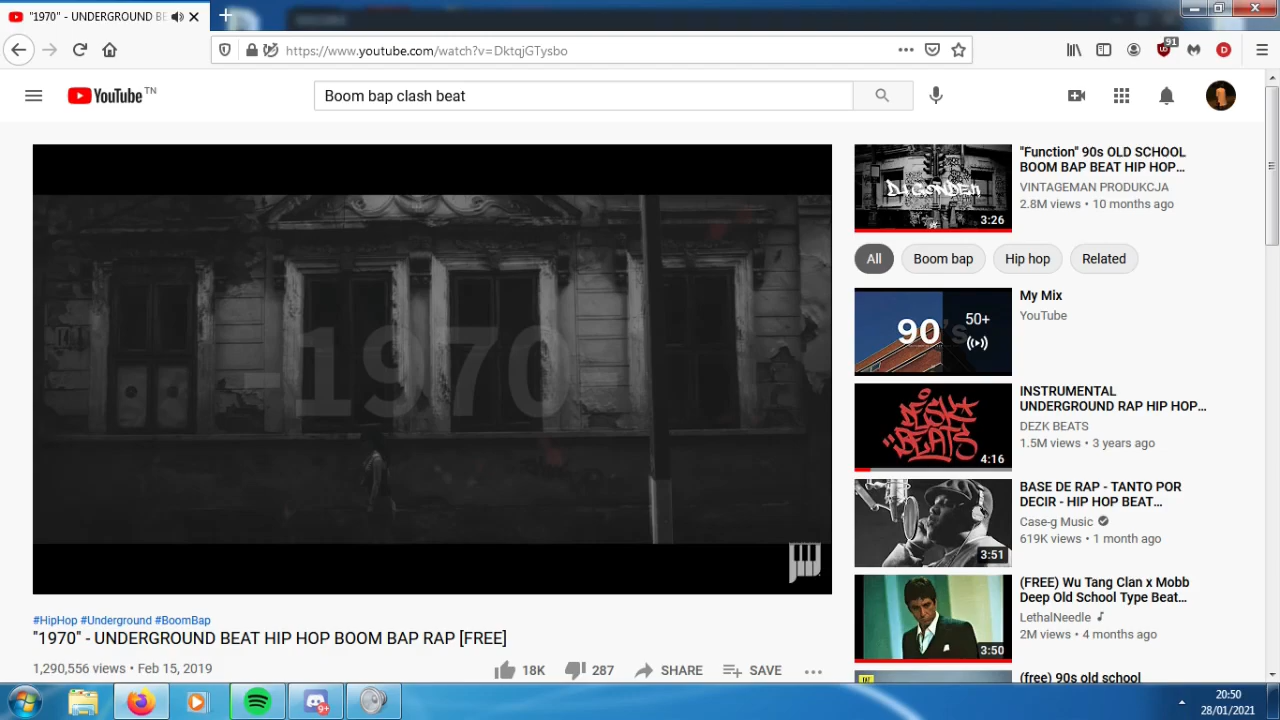 "1970" - UNDERGROUND BE
https://www.youtube.com/watch?v=DktqjGTysbo
91
D
YouTube TN
Boom bap clash beat
1970
#HipHop #Underground #BoomBap
"1970" - UNDERGROUND BEAT HIP HOP BOOM BAP RAP [FREE]
1,290,556 views • Feb 15, 2019
18K
287
SHARE
SAVE
3:26
"Function" 90s OLD SCHOOL
BOOM BAP BEAT HIP HOP...
VINTAGEMAN PRODUKCJA
2.8M views • 10 months ago
All
Boom bap
Hip hop
Related
90's
50+
My Mix
YouTube
DEZK
BEATS
4:16
INSTRUMENTAL
UNDERGROUND RAP HIP HOP...
DEZK BEATS
1.5M views • 3 years ago
3:51
BASE DE RAP - TANTO POR
DECIR - HIP HOP BEAT...
Case-g Music
619K views • 1 month ago
3:50
(FREE) Wu Tang Clan x Mobb
Deep Old School Type Beat...
LethalNeedle
2M views • 4 months ago
(free) 90s old school
9+
20:50
28/01/2021